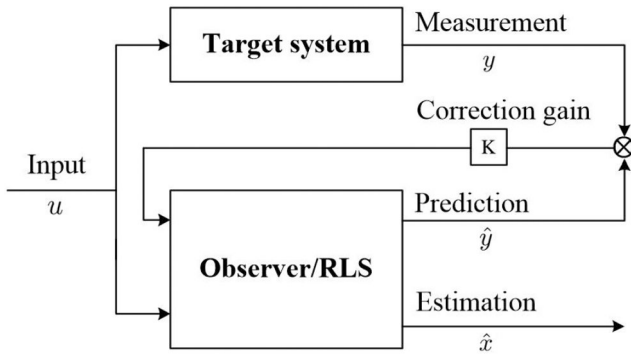 Target system
Measurement
y
Correction gain
K
Input
u
Observer/RLS
Prediction
ŷ
Estimation
x̂